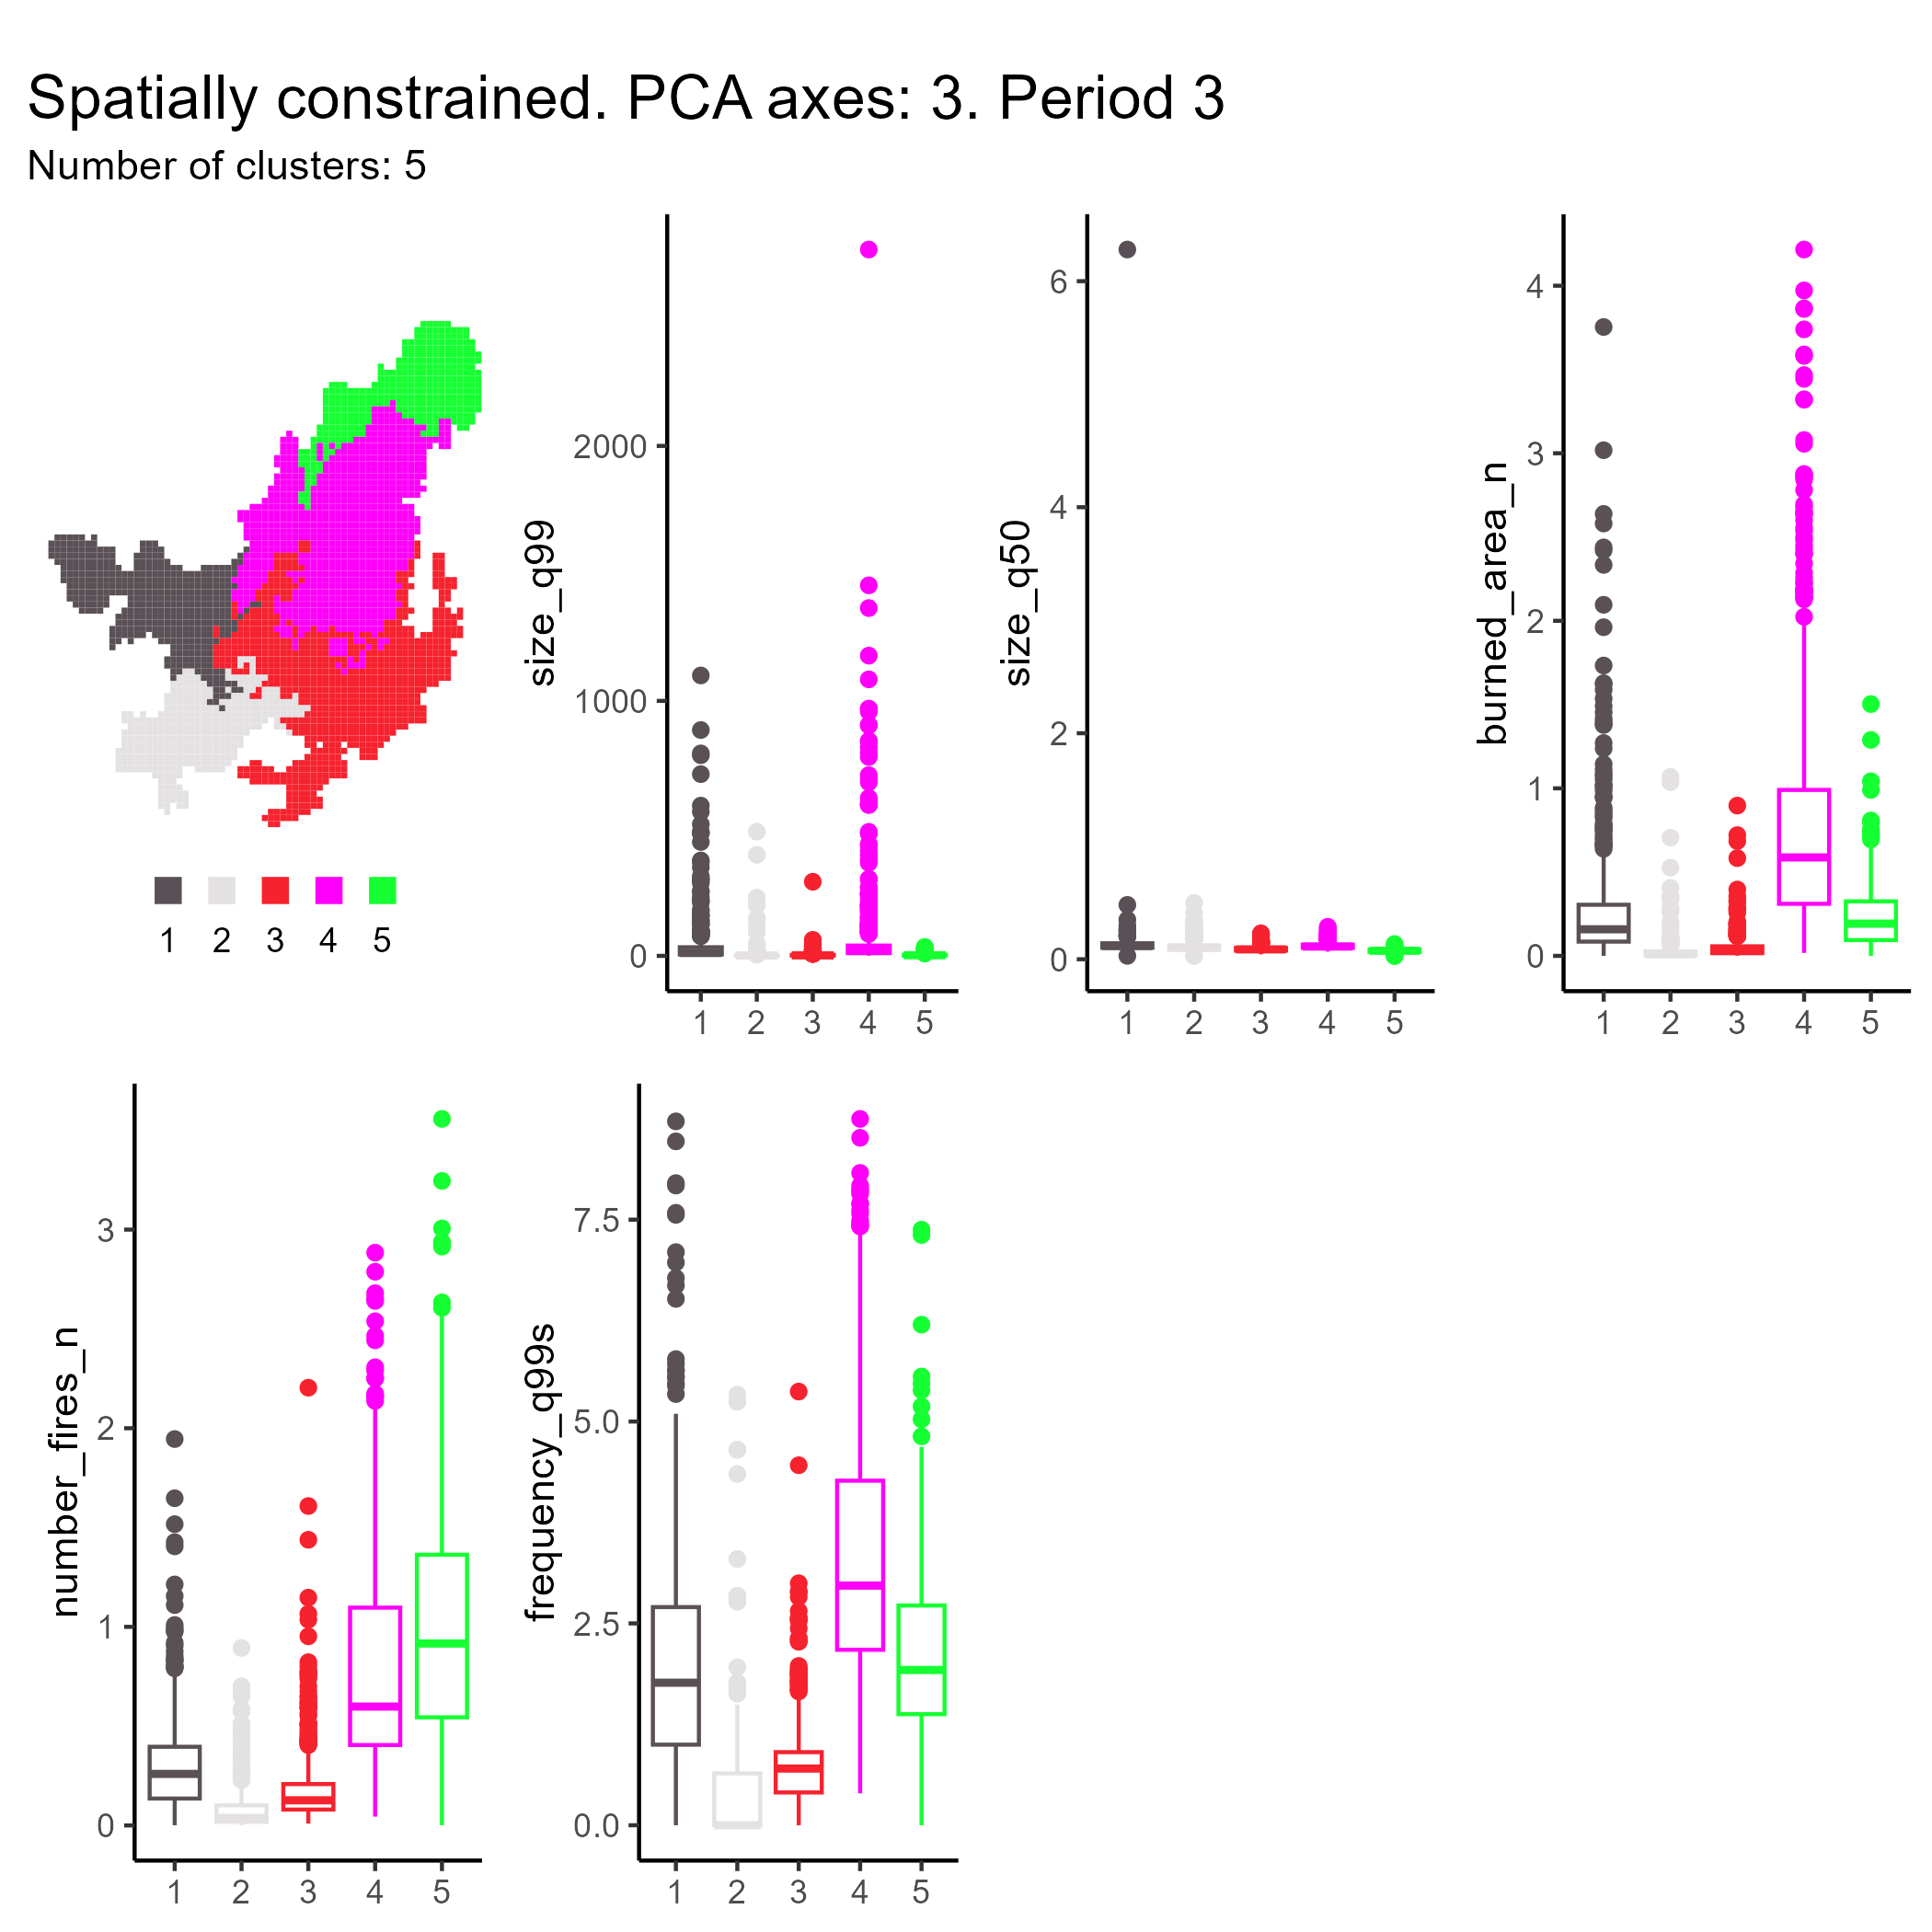 Spatially constrained. PCA axes: 3. Period 3
Number of clusters: 5
1 2 3 4 5
size_q99
2000
1000
0
1 2 3 4 5
size_q50
6
4
2
0
1 2 3 4 5
burned_area_n
4
3
2
1
0
1 2 3 4 5
number_fires_n
3
2
1
0
1 2 3 4 5
frequency_q99s
7.5
5.0
2.5
0.0
1 2 3 4 5